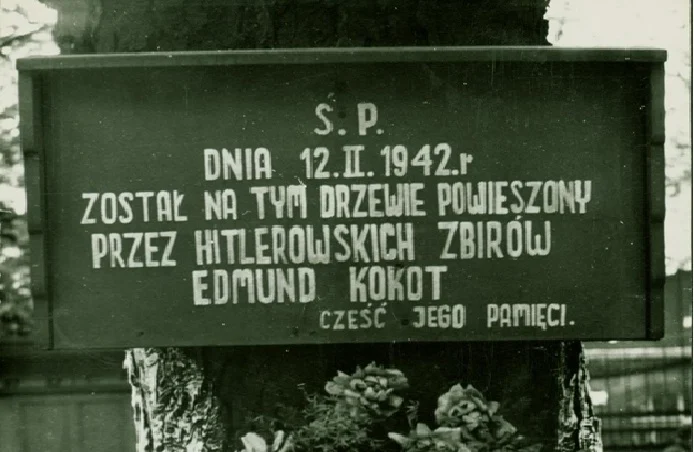 Ś. P.
DNIA 12.II.1942.r
ZOSTAŁ NA TYM DRZEWIE POWIESZONY
PRZEZ HITLEROWSKICH ZBIRÓW
EDMUND KOKOT
CZEŚĆ JEGO PAMIĘCI.